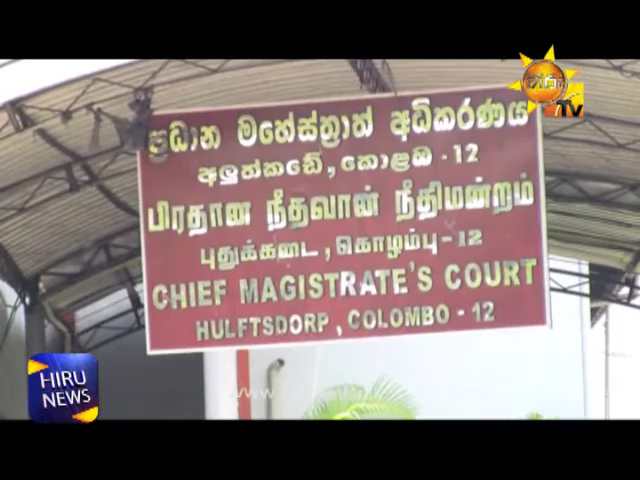 ප්‍රධාන මහේස්ත්‍රාත් අධිකරණය
අලුත්කඩේ, කොළඹ - 12
பிரதான நீதவான் நீதிமன்றம்
புதுக்கடை, கொழும்பு - 12
CHIEF MAGISTRATE'S COURT
HULFTSDORP, COLOMBO - 12
හිරු
TV
HIRU
NEWS